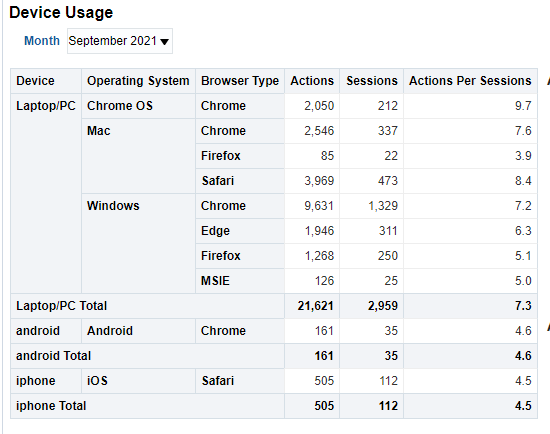 Device Usage
Month September 2021
Device Operating System Browser Type Actions Sessions Actions Per Sessions
Laptop/PC Chrome OS Chrome 2,050 212 9.7
Mac Chrome 2,546 337 7.6
Firefox 85 22 3.9
Safari 3,969 473 8.4
Windows Chrome 9,631 1,329 7.2
Edge 1,946 311 6.3
Firefox 1,268 250 5.1
MSIE 126 25 5.0
Laptop/PC Total 21,621 2,959 7.3
android Android Chrome 161 35 4.6
android Total 161 35 4.6
iphone iOS Safari 505 112 4.5
iphone Total 505 112 4.5